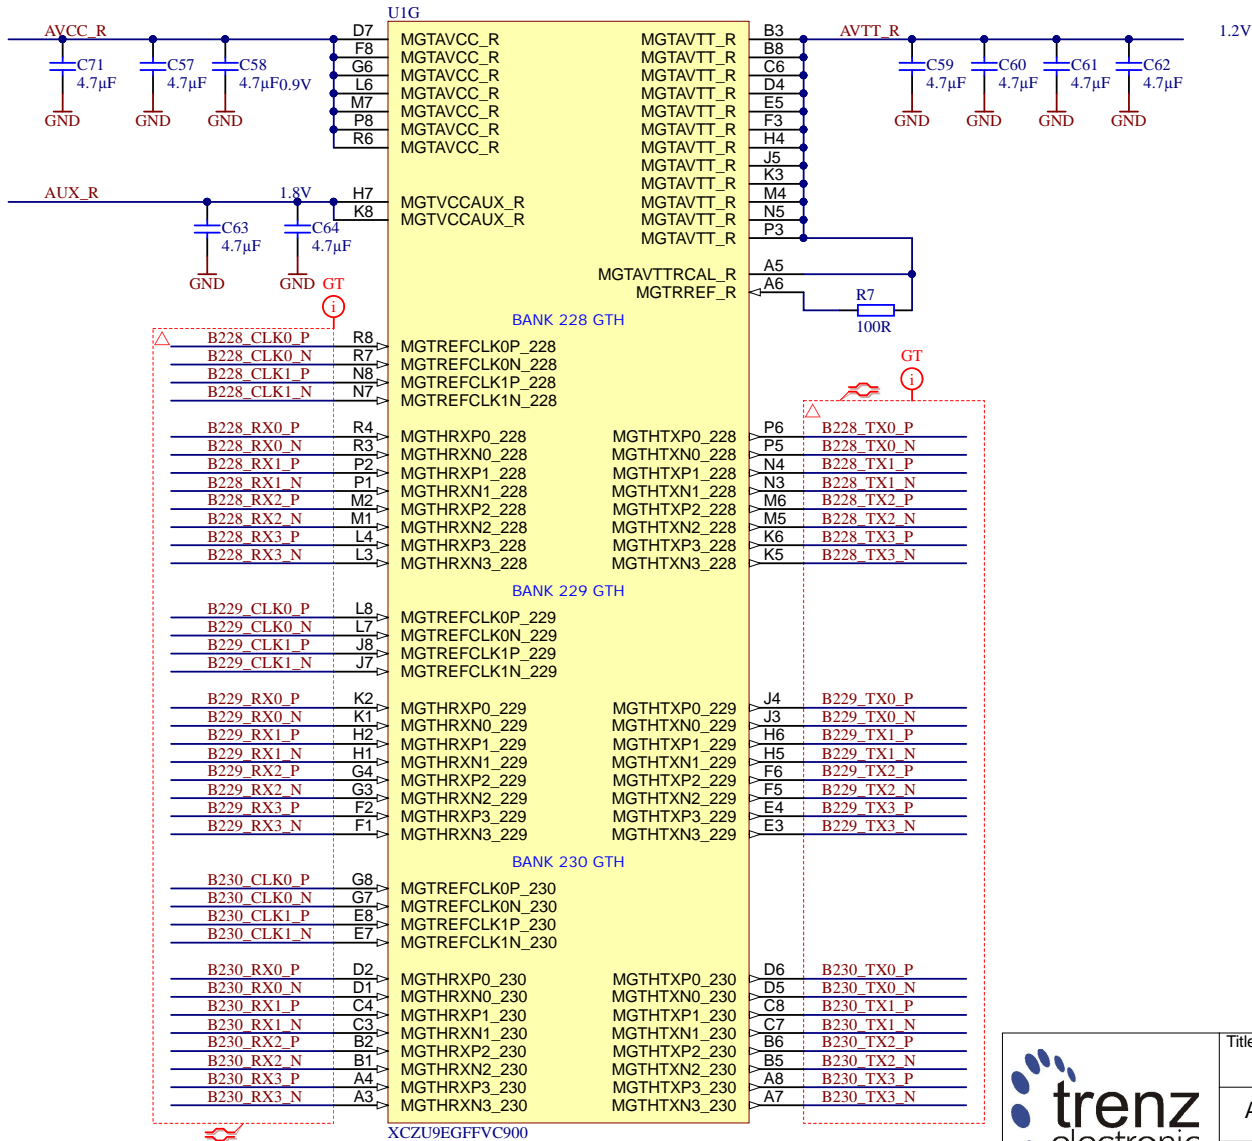 U1G
AVCC_R D7 MGTAVCC_R MGTAVTT_R B3 AVTT_R 1.2V
F8 MGTAVCC_R MGTAVTT_R B8
C71 C57 C58 G6 MGTAVCC_R MGTAVTT_R C6 C59 C60 C61 C62
4.7µF 4.7µF 4.7µF 0.9V L6 MGTAVCC_R MGTAVTT_R D4 4.7µF 4.7µF 4.7µF 4.7µF
M7 MGTAVCC_R MGTAVTT_R E5
GND GND GND P8 MGTAVCC_R MGTAVTT_R F3 GND GND GND GND
R6 MGTAVCC_R MGTAVTT_R H4
MGTAVTT_R J5
MGTAVTT_R K3
AUX_R 1.8V H7 MGTVCCAUX_R MGTAVTT_R M4
K8 MGTVCCAUX_R MGTAVTT_R N5
C63 C64 MGTAVTT_R P3
4.7µF 4.7µF
MGTAVTTRCAL_R A5
GND GND GT MGTRREF_R A6
i R7
100R
BANK 228 GTH
B228_CLK0_P R8 MGTREFCLK0P_228
B228_CLK0_N R7 MGTREFCLK0N_228 GT
B228_CLK1_P N8 MGTREFCLK1P_228 i
B228_CLK1_N N7 MGTREFCLK1N_228
B228_RX0_P R4 MGTHRXP0_228 MGTHTXP0_228 P6 B228_TX0_P
B228_RX0_N R3 MGTHRXN0_228 MGTHTXN0_228 P5 B228_TX0_N
B228_RX1_P P2 MGTHRXP1_228 MGTHTXP1_228 N4 B228_TX1_P
B228_RX1_N P1 MGTHRXN1_228 MGTHTXN1_228 N3 B228_TX1_N
B228_RX2_P M2 MGTHRXP2_228 MGTHTXP2_228 M6 B228_TX2_P
B228_RX2_N M1 MGTHRXN2_228 MGTHTXN2_228 M5 B228_TX2_N
B228_RX3_P L4 MGTHRXP3_228 MGTHTXP3_228 K6 B228_TX3_P
B228_RX3_N L3 MGTHRXN3_228 MGTHTXN3_228 K5 B228_TX3_N
BANK 229 GTH
B229_CLK0_P L8 MGTREFCLK0P_229
B229_CLK0_N L7 MGTREFCLK0N_229
B229_CLK1_P J8 MGTREFCLK1P_229
B229_CLK1_N J7 MGTREFCLK1N_229
B229_RX0_P K2 MGTHRXP0_229 MGTHTXP0_229 J4 B229_TX0_P
B229_RX0_N K1 MGTHRXN0_229 MGTHTXN0_229 J3 B229_TX0_N
B229_RX1_P H2 MGTHRXP1_229 MGTHTXP1_229 H6 B229_TX1_P
B229_RX1_N H1 MGTHRXN1_229 MGTHTXN1_229 H5 B229_TX1_N
B229_RX2_P G4 MGTHRXP2_229 MGTHTXP2_229 F6 B229_TX2_P
B229_RX2_N G3 MGTHRXN2_229 MGTHTXN2_229 F5 B229_TX2_N
B229_RX3_P F2 MGTHRXP3_229 MGTHTXP3_229 E4 B229_TX3_P
B229_RX3_N F1 MGTHRXN3_229 MGTHTXN3_229 E3 B229_TX3_N
BANK 230 GTH
B230_CLK0_P G8 MGTREFCLK0P_230
B230_CLK0_N G7 MGTREFCLK0N_230
B230_CLK1_P E8 MGTREFCLK1P_230
B230_CLK1_N E7 MGTREFCLK1N_230
B230_RX0_P D2 MGTHRXP0_230 MGTHTXP0_230 D6 B230_TX0_P
B230_RX0_N D1 MGTHRXN0_230 MGTHTXN0_230 D5 B230_TX0_N
B230_RX1_P C4 MGTHRXP1_230 MGTHTXP1_230 C8 B230_TX1_P
B230_RX1_N C3 MGTHRXN1_230 MGTHTXN1_230 C7 B230_TX1_N
B230_RX2_P B2 MGTHRXP2_230 MGTHTXP2_230 B6 B230_TX2_P
B230_RX2_N B1 MGTHRXN2_230 MGTHTXN2_230 B5 B230_TX2_N
B230_RX3_P A4 MGTHRXP3_230 MGTHTXP3_230 A8 B230_TX3_P
B230_RX3_N A3 MGTHRXN3_230 MGTHTXN3_230 A7 B230_TX3_N
XCZU9EGFFVC900
Title
trenz A
electronic